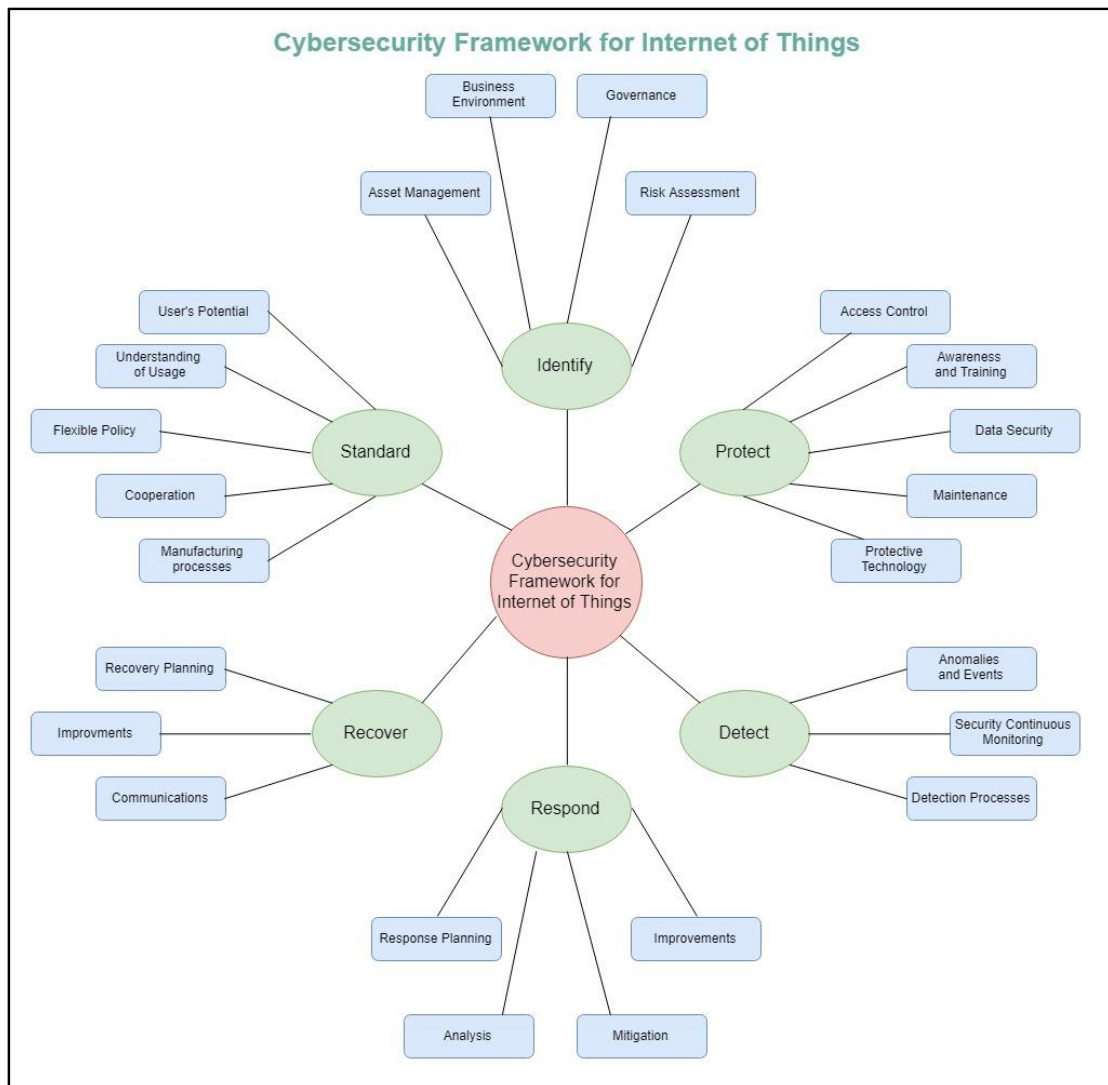 Cybersecurity Framework for Internet of Things
Business
Environment
Governance
Asset Management
Risk Assessment
Identify
User's Potential
Understanding
of Usage
Flexible Policy
Cooperation
Manufacturing
processes
Standard
Access Control
Awareness
and Training
Data Security
Maintenance
Protective
Technology
Protect
Cybersecurity
Framework for
Internet of Things
Recovery Planning
Improvments
Communications
Recover
Anomalies
and Events
Security Continuous
Monitoring
Detection Processes
Detect
Respond
Response Planning
Improvements
Analysis
Mitigation